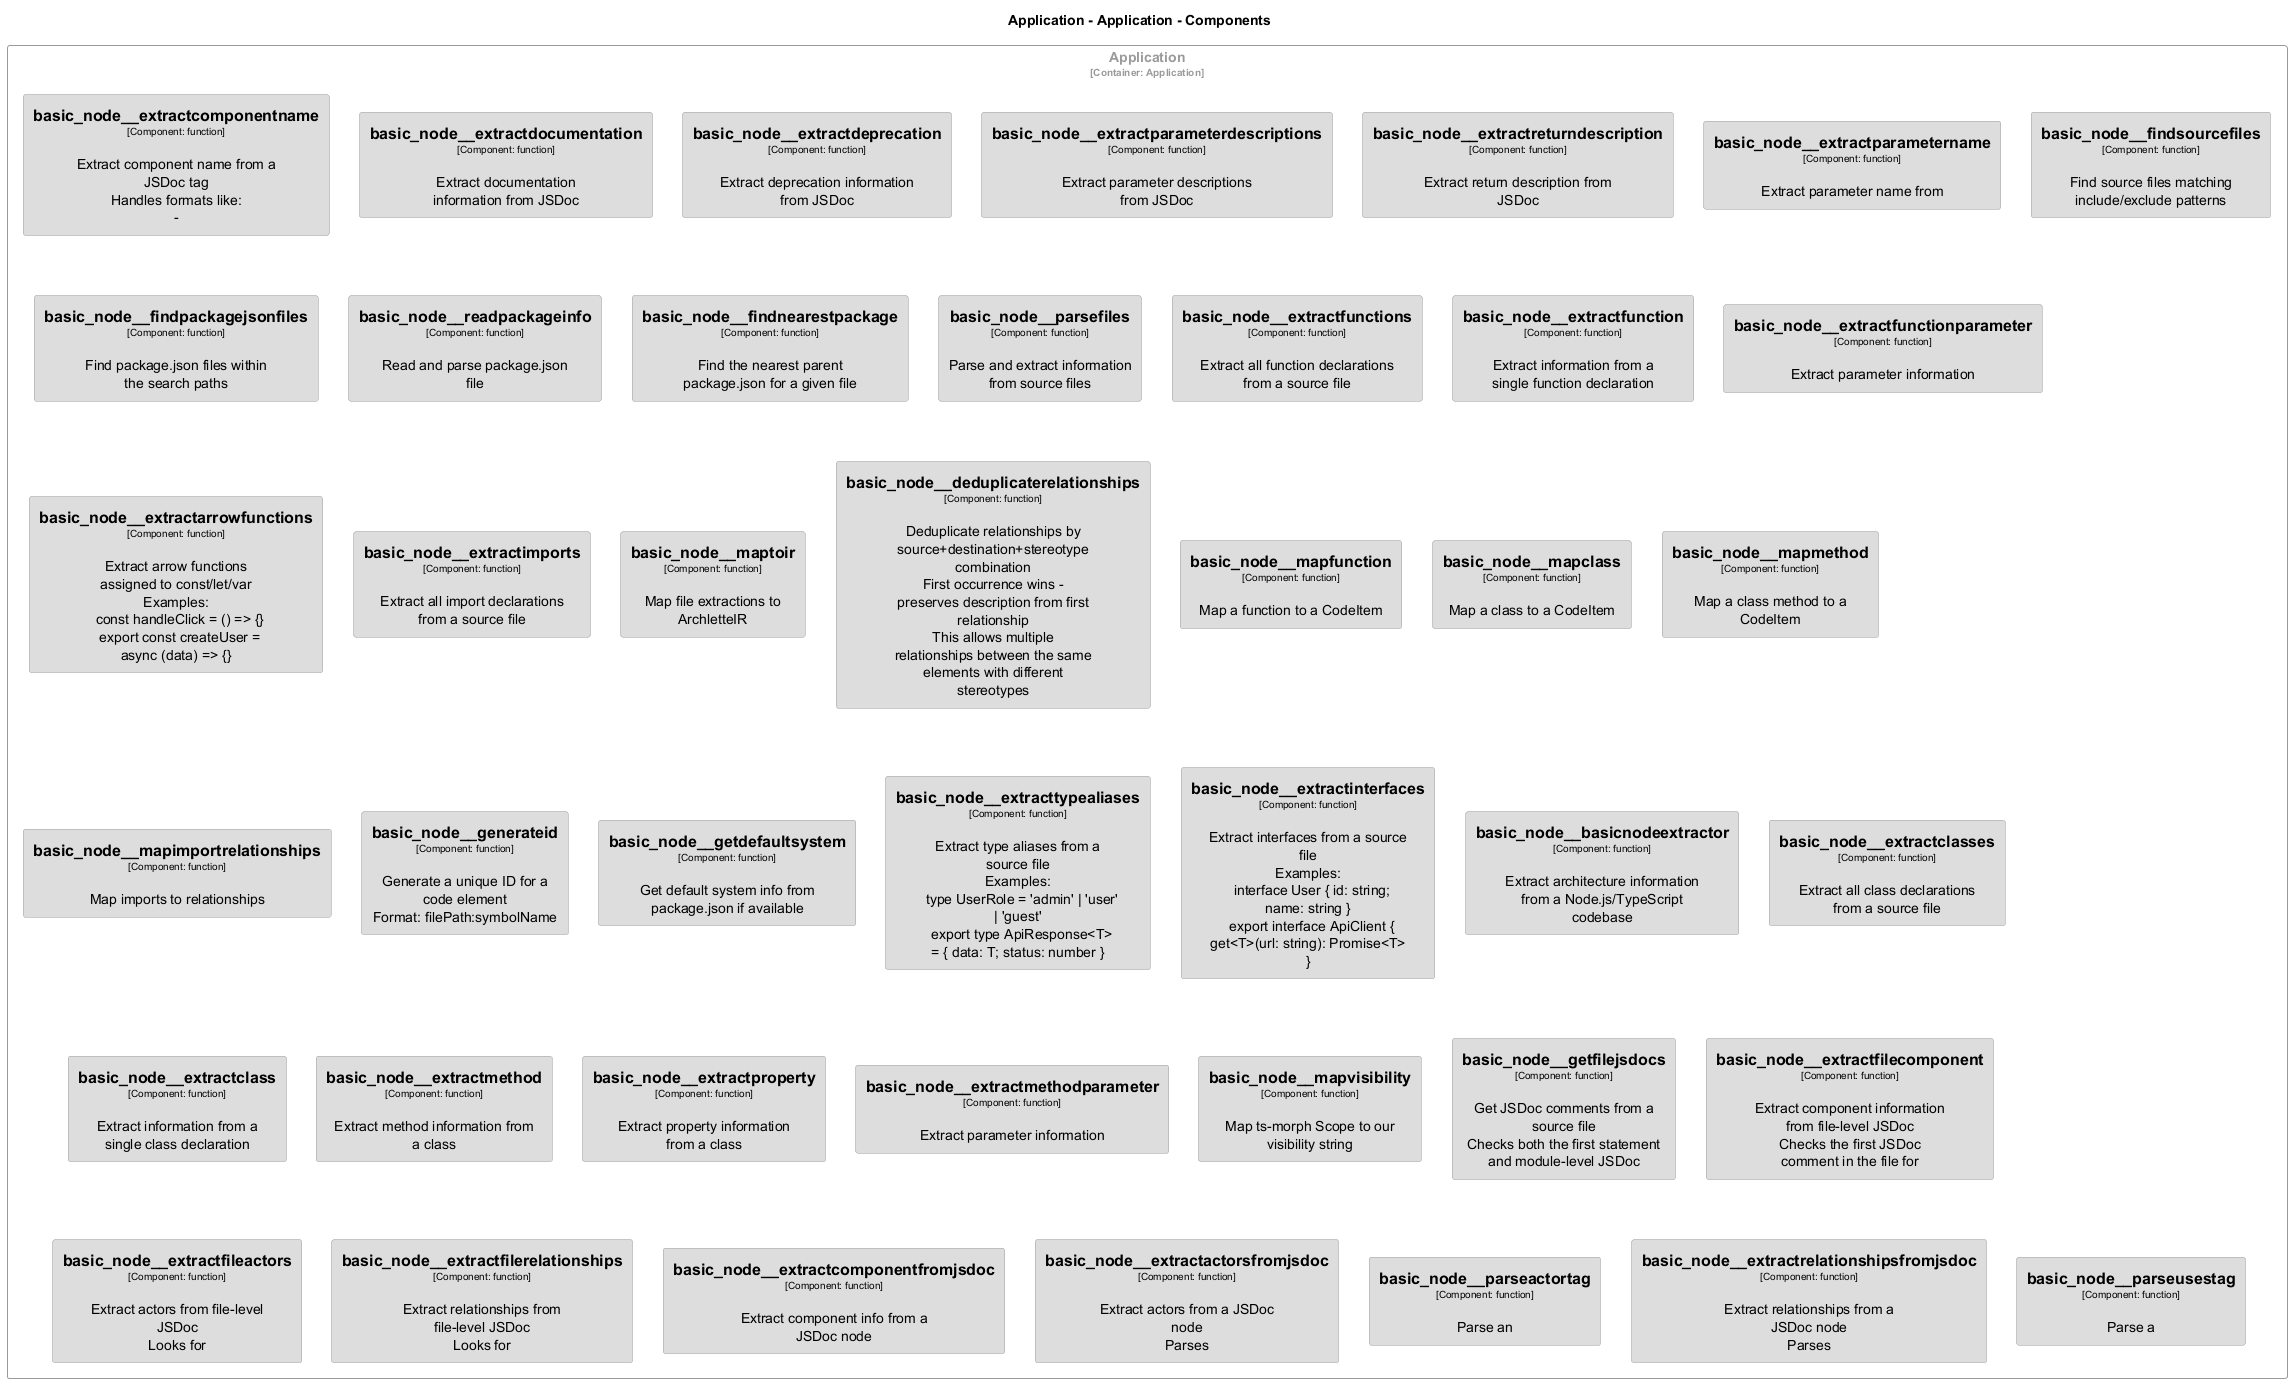 Application - Application - Components
Application
[Container: Application]
basic_node__extractcomponentname
[Component: function]
Extract component name from a
JSDoc tag
Handles formats like:
-
basic_node__extractdocumentation
[Component: function]
Extract documentation
information from JSDoc
basic_node__extractdeprecation
[Component: function]
Extract deprecation information
from JSDoc
basic_node__extractparameterdescriptions
[Component: function]
Extract parameter descriptions
from JSDoc
basic_node__extractreturndescription
[Component: function]
Extract return description from
JSDoc
basic_node__extractparametername
[Component: function]
Extract parameter name from
basic_node__findsourcefiles
[Component: function]
Find source files matching
include/exclude patterns
basic_node__findpackagejsonfiles
[Component: function]
Find package.json files within
the search paths
basic_node__readpackageinfo
[Component: function]
Read and parse package.json
file
basic_node__findnearestpackage
[Component: function]
Find the nearest parent
package.json for a given file
basic_node__parsefiles
[Component: function]
Parse and extract information
from source files
basic_node__extractfunctions
[Component: function]
Extract all function declarations
from a source file
basic_node__extractfunction
[Component: function]
Extract information from a
single function declaration
basic_node__extractfunctionparameter
[Component: function]
Extract parameter information
basic_node__extractarrowfunctions
[Component: function]
Extract arrow functions
assigned to const/let/var
Examples:
const handleClick = () => {}
export const createUser =
async (data) => {}
basic_node__extractimports
[Component: function]
Extract all import declarations
from a source file
basic_node__maptoir
[Component: function]
Map file extractions to
ArchletteIR
basic_node__deduplicaterelationships
[Component: function]
Deduplicate relationships by
source+destination+stereotype
combination
First occurrence wins -
preserves description from first
relationship
This allows multiple
relationships between the same
elements with different
stereotypes
basic_node__mapfunction
[Component: function]
Map a function to a CodeItem
basic_node__mapclass
[Component: function]
Map a class to a CodeItem
basic_node__mapmethod
[Component: function]
Map a class method to a
CodeItem
basic_node__mapimportrelationships
[Component: function]
Map imports to relationships
basic_node__generateid
[Component: function]
Generate a unique ID for a
code element
Format: filePath:symbolName
basic_node__getdefaultsystem
[Component: function]
Get default system info from
package.json if available
basic_node__extracttypealiases
[Component: function]
Extract type aliases from a
source file
Examples:
type UserRole = 'admin' | 'user'
| 'guest'
export type ApiResponse<T>
= { data: T; status: number }
basic_node__extractinterfaces
[Component: function]
Extract interfaces from a source
file
Examples:
interface User { id: string;
name: string }
export interface ApiClient {
get<T>(url: string): Promise<T>
}
basic_node__basicnodeextractor
[Component: function]
Extract architecture information
from a Node.js/TypeScript
codebase
basic_node__extractclasses
[Component: function]
Extract all class declarations
from a source file
basic_node__extractclass
[Component: function]
Extract information from a
single class declaration
basic_node__extractmethod
[Component: function]
Extract method information from
a class
basic_node__extractproperty
[Component: function]
Extract property information
from a class
basic_node__extractmethodparameter
[Component: function]
Extract parameter information
basic_node__mapvisibility
[Component: function]
Map ts-morph Scope to our
visibility string
basic_node__getfilejsdocs
[Component: function]
Get JSDoc comments from a
source file
Checks both the first statement
and module-level JSDoc
basic_node__extractfilecomponent
[Component: function]
Extract component information
from file-level JSDoc
Checks the first JSDoc
comment in the file for
basic_node__extractfileactors
[Component: function]
Extract actors from file-level
JSDoc
Looks for
basic_node__extractfilerelationships
[Component: function]
Extract relationships from
file-level JSDoc
Looks for
basic_node__extractcomponentfromjsdoc
[Component: function]
Extract component info from a
JSDoc node
basic_node__extractactorsfromjsdoc
[Component: function]
Extract actors from a JSDoc
node
Parses
basic_node__parseactortag
[Component: function]
Parse an
basic_node__extractrelationshipsfromjsdoc
[Component: function]
Extract relationships from a
JSDoc node
Parses
basic_node__parseusestag
[Component: function]
Parse a